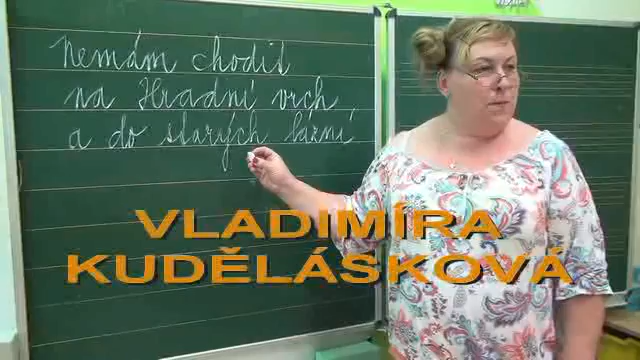 Nemám chodit
na Hradní vrch
a do starých lázní
VLADIMÍRA
KUDĚLÁSKOVÁ